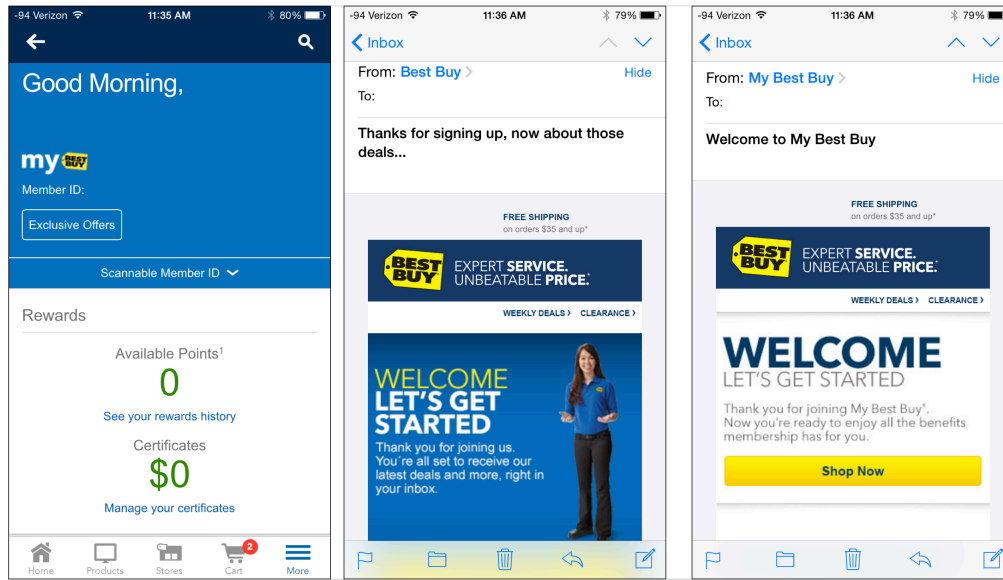 -94 Verizon 11:35 AM 80%
Good Morning,
my BEST BUY
Member ID:
Exclusive Offers
Scannable Member ID
Rewards
Available Points¹
0
See your rewards history
Certificates
$0
Manage your certificates
2
Home Products Stores Cart More
-94 Verizon 11:36 AM 79%
Inbox
From: Best Buy Hide
To:
Thanks for signing up, now about those
deals...
FREE SHIPPING
on orders $35 and up*
BEST
BUY
EXPERT SERVICE.
UNBEATABLE PRICE.*
WEEKLY DEALS › CLEARANCE ›
WELCOME
LET'S GET
STARTED
Thank you for joining us.
You´re all set to receive our
latest deals and more, right in
your inbox.
-94 Verizon 11:36 AM 79%
Inbox
From: My Best Buy Hide
To:
Welcome to My Best Buy
FREE SHIPPING
on orders $35 and up*
BEST
BUY
EXPERT SERVICE.
UNBEATABLE PRICE.*
WEEKLY DEALS › CLEARANCE ›
WELCOME
LET'S GET STARTED
Thank you for joining My Best Buy*.
Now you're ready to enjoy all the benefits
membership has for you.
Shop Now